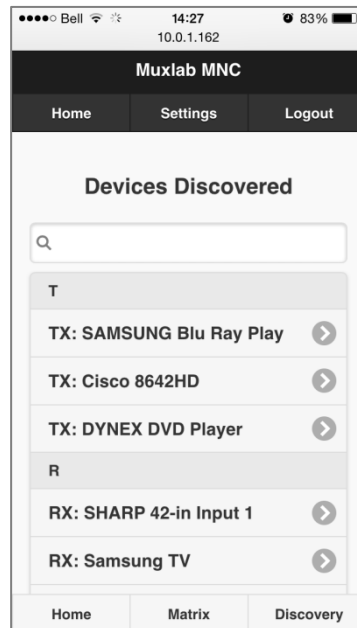 Bell 14:27 83%
10.0.1.162
Muxlab MNC
Home Settings Logout
Devices Discovered
T
TX: SAMSUNG Blu Ray Play
TX: Cisco 8642HD
TX: DYNEX DVD Player
R
RX: SHARP 42-in Input 1
RX: Samsung TV
Home Matrix Discovery